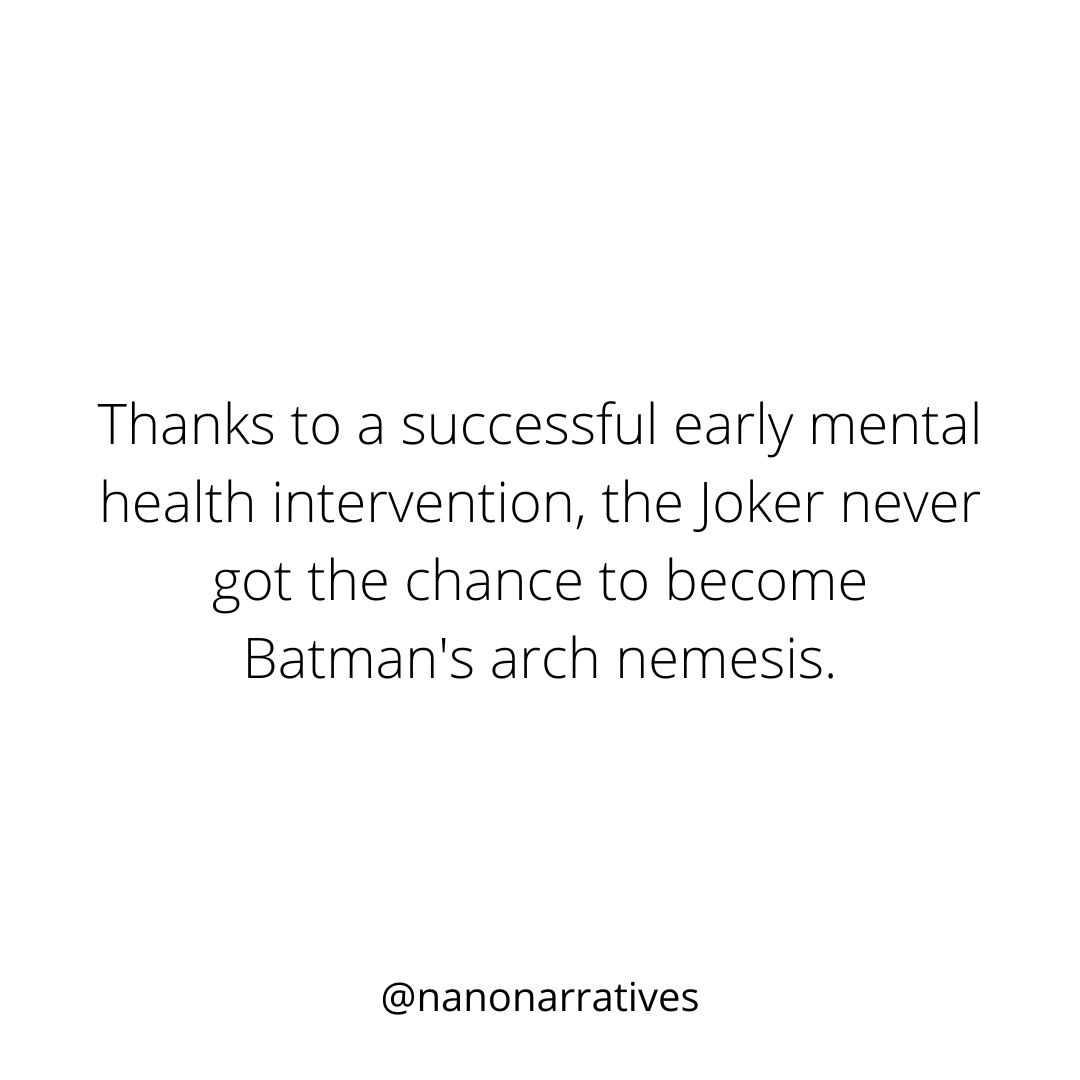 Thanks to a successful early mental
health intervention, the Joker never
got the chance to become
Batman's arch nemesis.
@nanonarratives